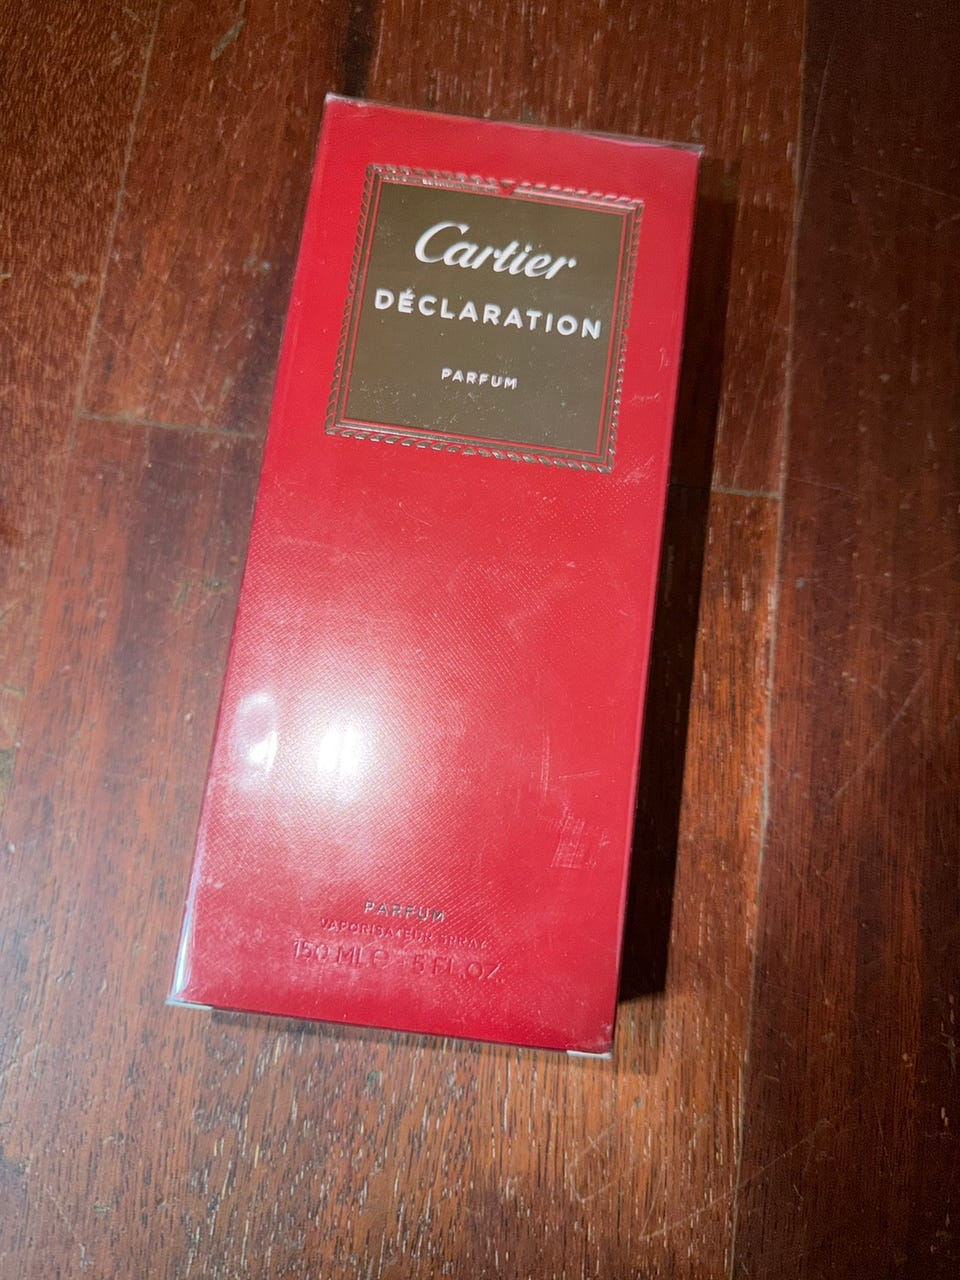 Cartier
DÉCLARATION
PARFUM
PARFUM
VAPORISATEUR SPRAY
150 ML e - 5 FL.OZ.